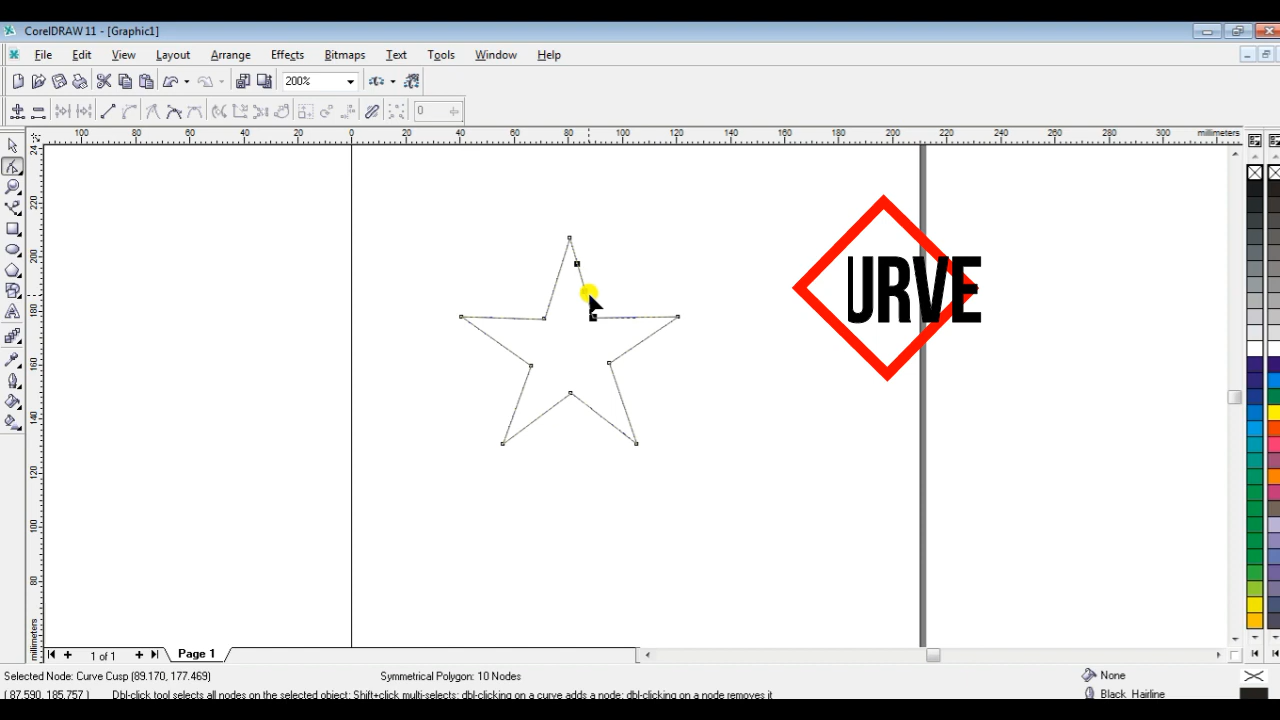 CorelDRAW 11 - [Graphic1]
File Edit View Layout Arrange Effects Bitmaps Text Tools Window Help
200%
0
100 80 60 40 20 0 20 40 60 80 100 120 140 160 180 200 220 240 260 280 300 millimeters
24
220
200
180
160
140
120
100
80
millimeters
URVE
1 of 1 Page 1
Selected Node: Curve Cusp (89.170, 177.469) Symmetrical Polygon: 10 Nodes None
( 87.590, 185.757 ) Dbl-click tool selects all nodes on the selected object; Shift+click multi-selects; dbl-clicking on a curve adds a node; dbl-clicking on a node removes it Black Hairline